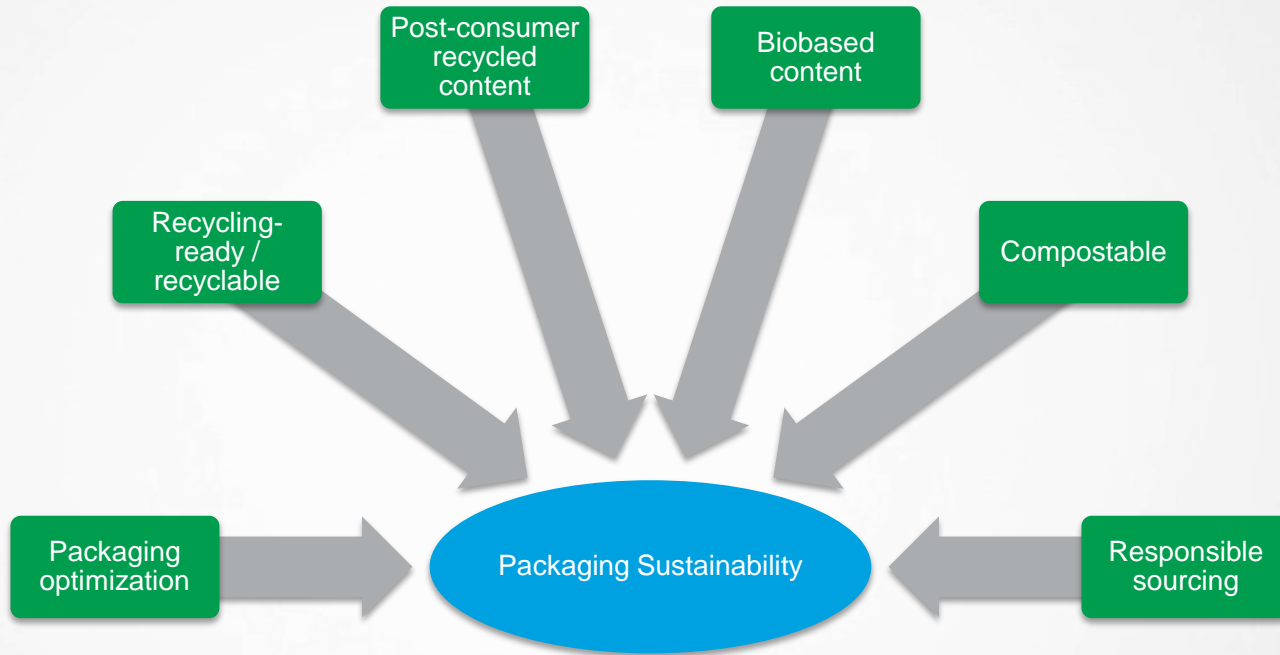 Post-consumer
recycled
content
Biobased
content
Recycling-
ready /
recyclable
Compostable
Packaging
optimization
Packaging Sustainability
Responsible
sourcing